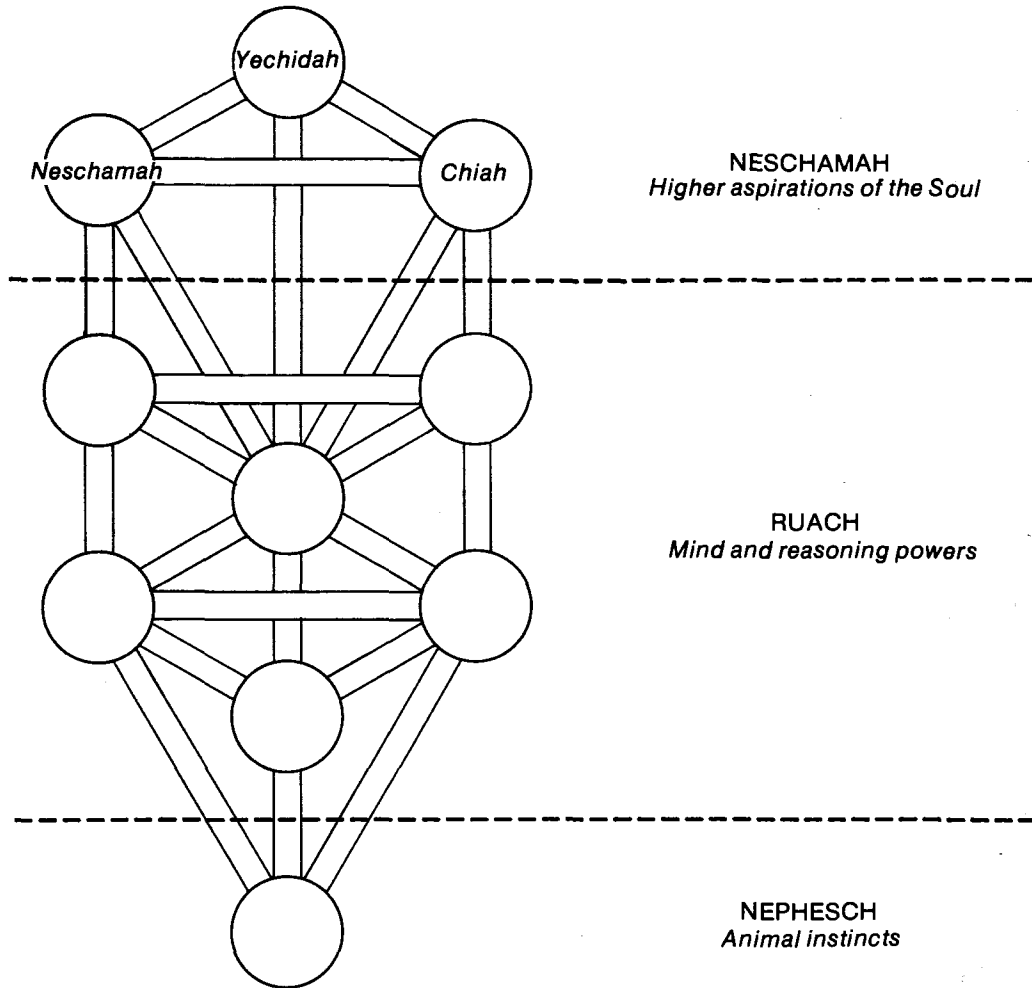 Yechidah
Neschamah
Chiah
NESCHAMAH
Higher aspirations of the Soul
RUACH
Mind and reasoning powers
NEPHESCH
Animal instincts